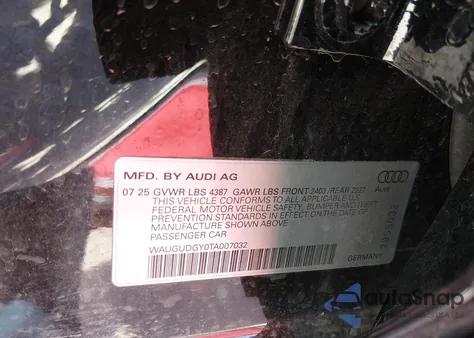 MFD. BY AUDI AG
07 25 GVWR LBS 4387 GAWR LBS FRONT 2403 /REAR 2227
THIS VEHICLE CONFORMS TO ALL APPLICABLE U.S.
FEDERAL MOTOR VEHICLE SAFETY, BUMPER AND THEFT
PREVENTION STANDARDS IN EFFECT ON THE DATE OF
MANUFACTURE SHOWN ABOVE
PASSENGER CAR
WAUGUDGY0TA007032
GERMANY
Audi
autoSnap